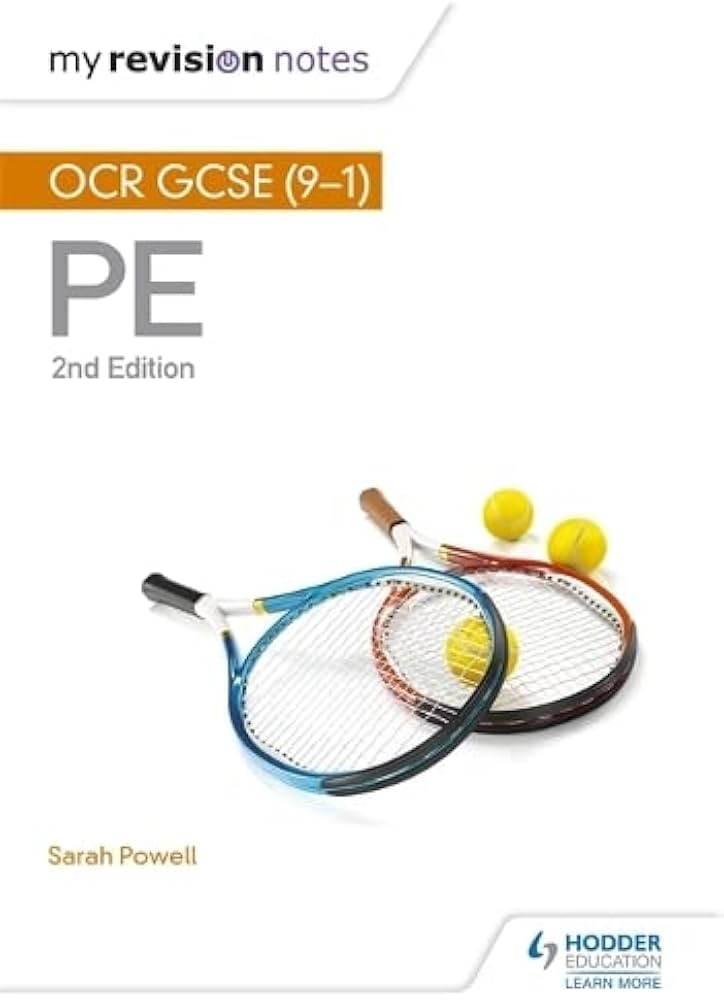 my revision notes
OCR GCSE (9–1)
PE
2nd Edition
Sarah Powell
HODDER
EDUCATION
LEARN MORE